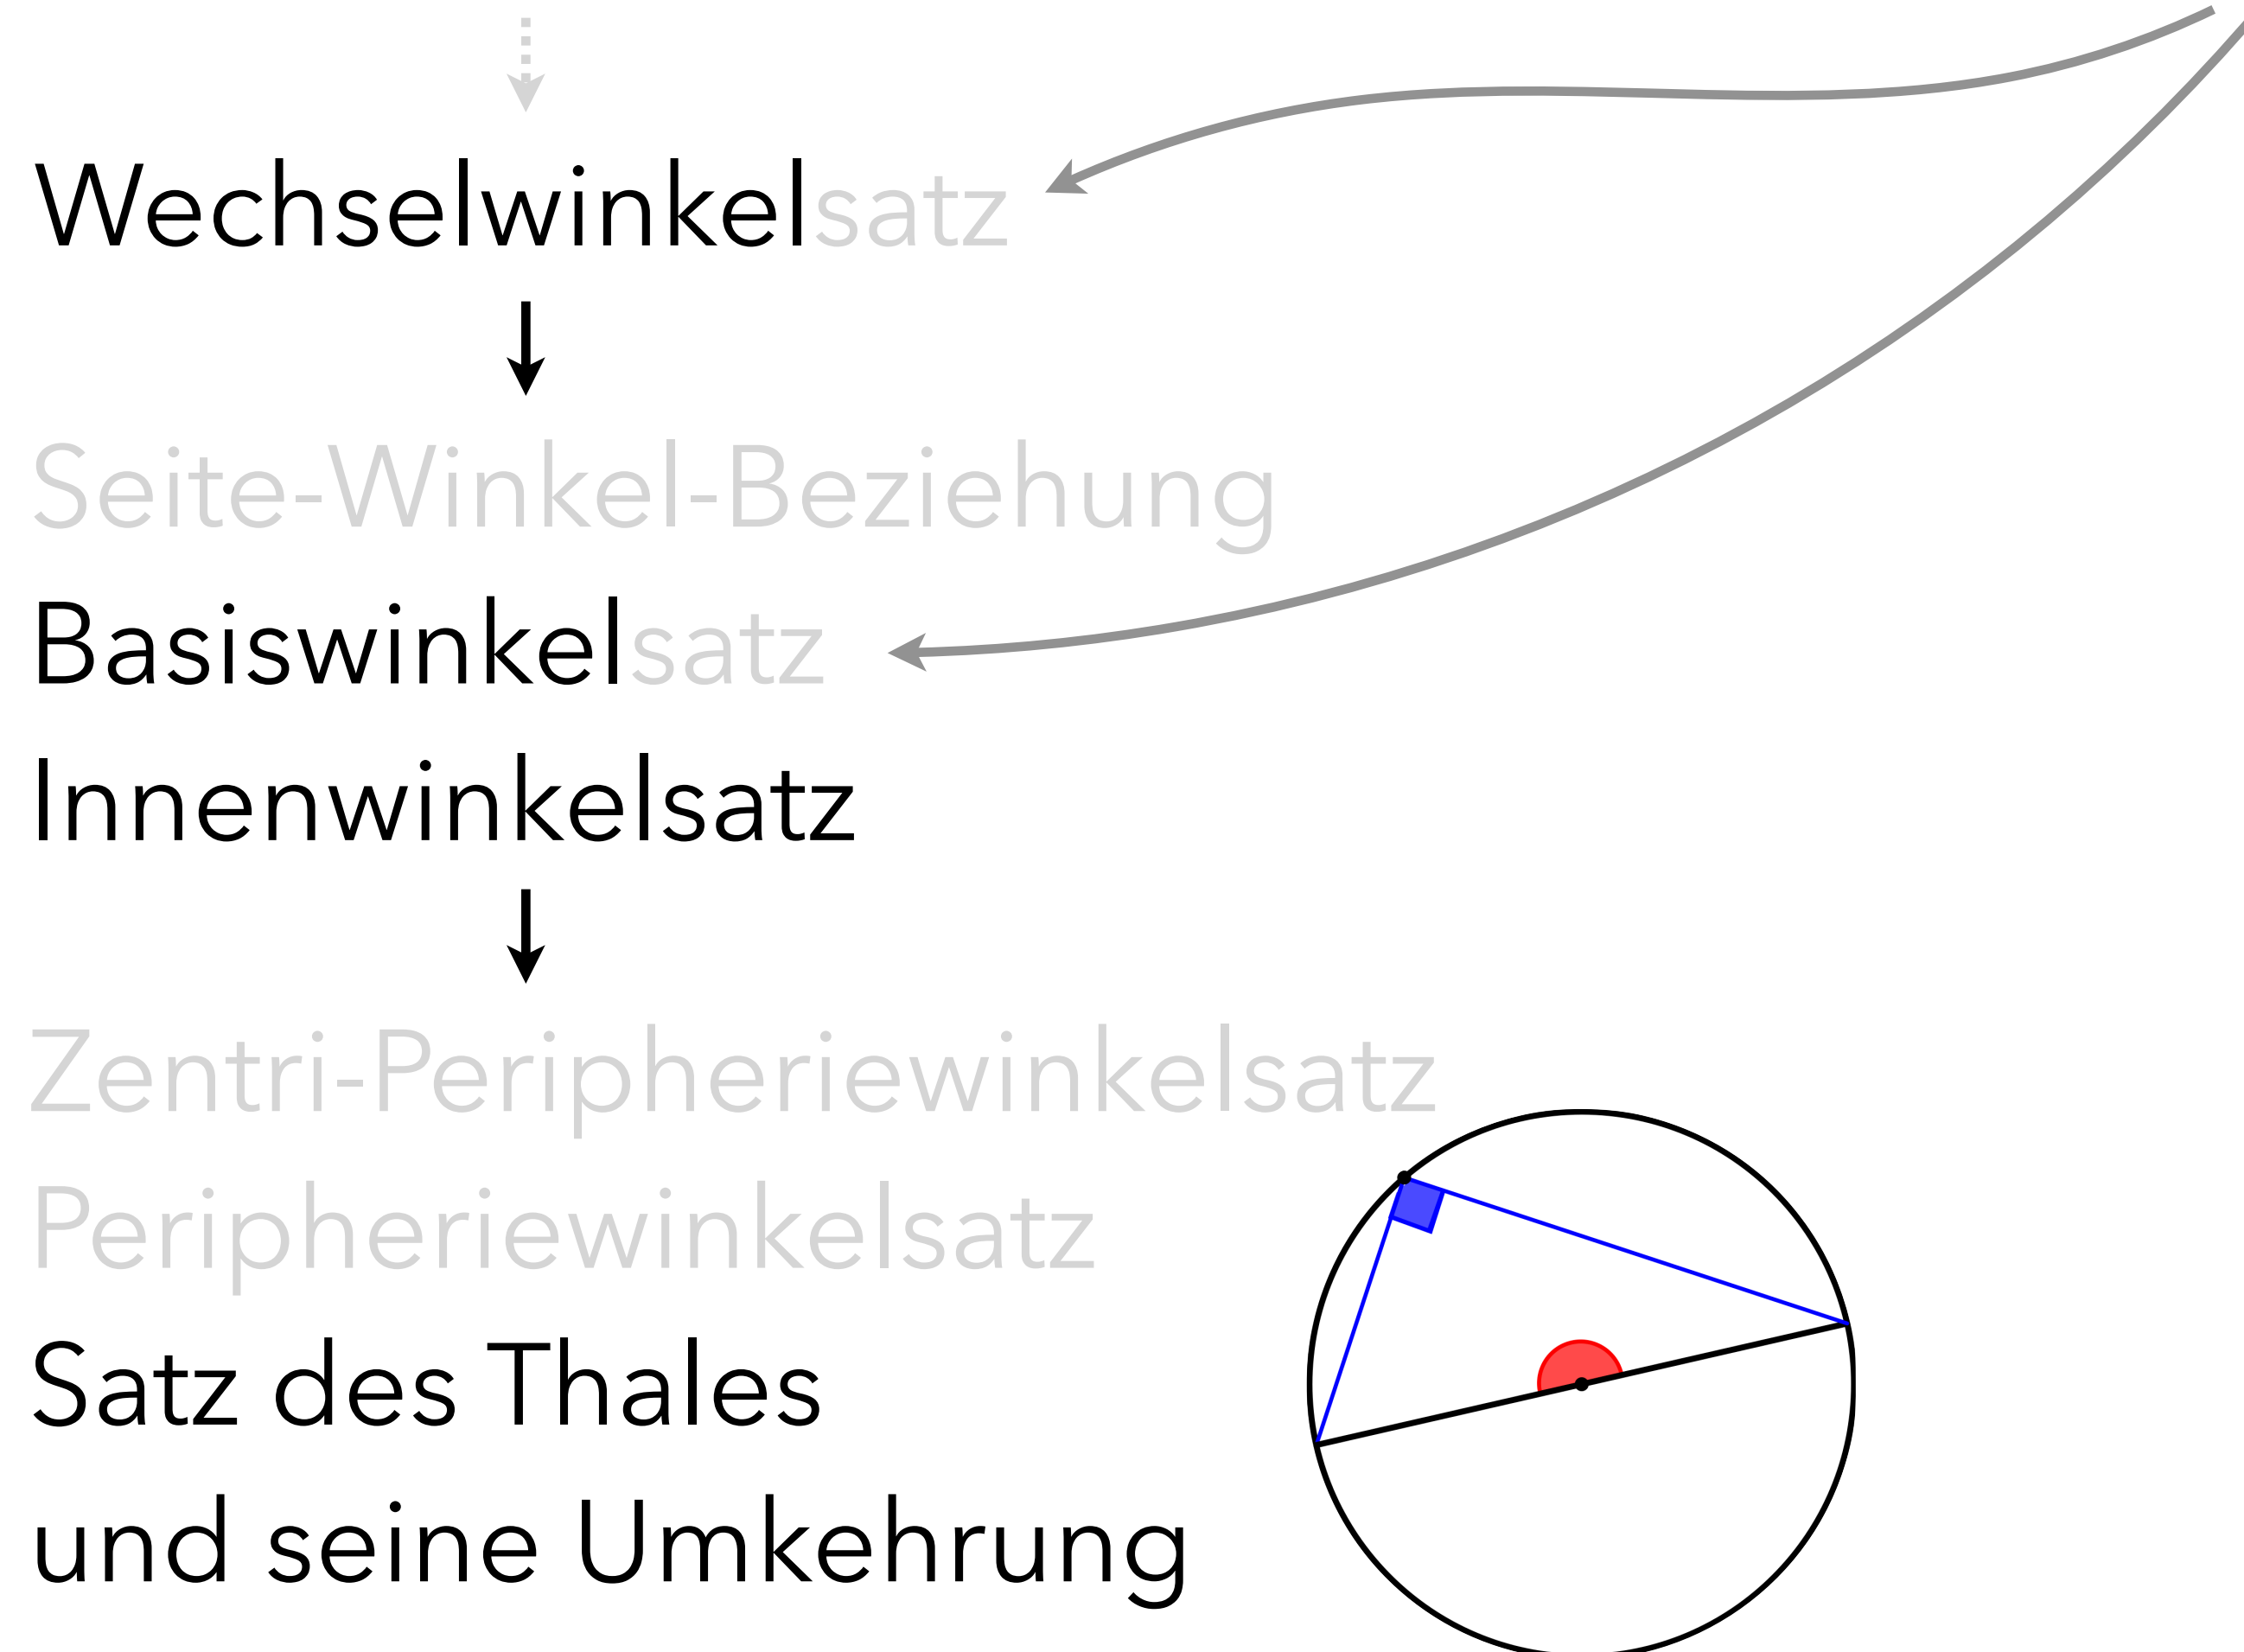 Wechselwinkelsatz
Seite-Winkel-Beziehung
Basiswinkelsatz
Innenwinkelsatz
Zentri-Peripheriewinkelsatz
Peripheriewinkelsatz
Satz des Thales
und seine Umkehrung